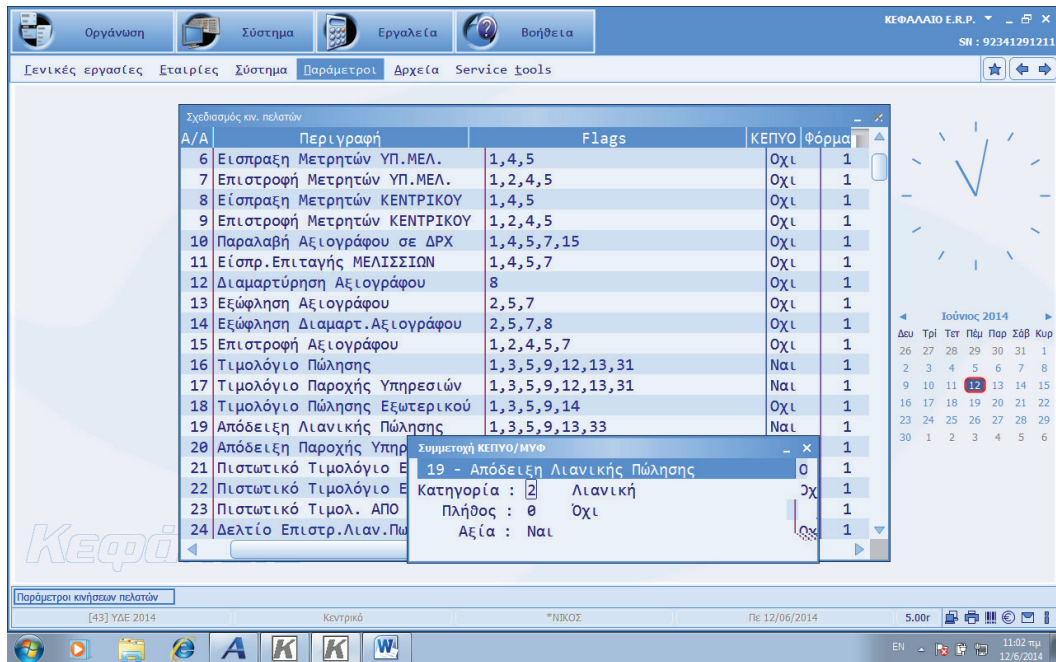 Οργάνωση Σύστημα Εργαλεία Βοήθεια
ΚΕΦΑΛΑΙΟ E.R.P.
SN : 92341291211
Γενικές εργασίες Εταιρίες Σύστημα Παράμετροι Αρχεία Service tools
Σχεδιασμός κιν. πελατών
Α/Α Περιγραφή Flags ΚΕΠΥΟ Φόρμα
6 Εισπραξη Μετρητών ΥΠ.ΜΕΛ. 1,4,5 Οχι 1
7 Επιστροφή Μετρητών ΥΠ.ΜΕΛ. 1,2,4,5 Οχι 1
8 Είσπραξη Μετρητών ΚΕΝΤΡΙΚΟΥ 1,4,5 Οχι 1
9 Επιστροφή Μετρητών ΚΕΝΤΡΙΚΟΥ 1,2,4,5 Οχι 1
10 Παραλαβή Αξιογράφου σε ΔΡΧ 1,4,5,7,15 Οχι 1
11 Είσπρ.Επιταγής ΜΕΛΙΣΣΙΩΝ 1,4,5,7 Οχι 1
12 Διαμαρτύρηση Αξιογράφου 8 Οχι 1
13 Εξώφληση Αξιογράφου 2,5,7 Οχι 1
14 Εξώφληση Διαμαρτ.Αξιογράφου 2,5,7,8 Οχι 1
15 Επιστροφή Αξιογράφου 1,2,4,5,7 Οχι 1
16 Τιμολόγιο Πώλησης 1,3,5,9,12,13,31 Ναι 1
17 Τιμολόγιο Παροχής Υπηρεσιών 1,3,5,9,12,13,31 Ναι 1
18 Τιμολόγιο Πώλησης Εξωτερικού 1,3,5,9,14 Οχι 1
19 Απόδειξη Λιανικής Πώλησης 1,3,5,9,13,33 Ναι 1
20 Απόδειξη Παροχής Υπηρ 1
21 Πιστωτικό Τιμολόγιο Ε 1
22 Πιστωτικό Τιμολόγιο Ε 1
23 Πιστωτικό Τιμολ. ΑΠΟ 1
24 Δελτίο Επιστρ.Λιαν.Πω 1
Συμμετοχή ΚΕΠΥΟ/ΜΥΦ
19 - Απόδειξη Λιανικής Πώλησης
Κατηγορία : 2 Λιανική
Πλήθος : 0 Όχι
Αξία : Ναι
Ιούνιος 2014
Δευ Τρί Τετ Πέμ Παρ Σάβ Κυρ
26 27 28 29 30 31 1
2 3 4 5 6 7 8
9 10 11 12 13 14 15
16 17 18 19 20 21 22
23 24 25 26 27 28 29
30 1 2 3 4 5 6
Κεφά
Παράμετροι κινήσεων πελατών
[43] ΥΔΕ 2014 Κεντρικό *ΝΙΚΟΣ Πε 12/06/2014 5.00r
EN 11:02 πμ
12/6/2014